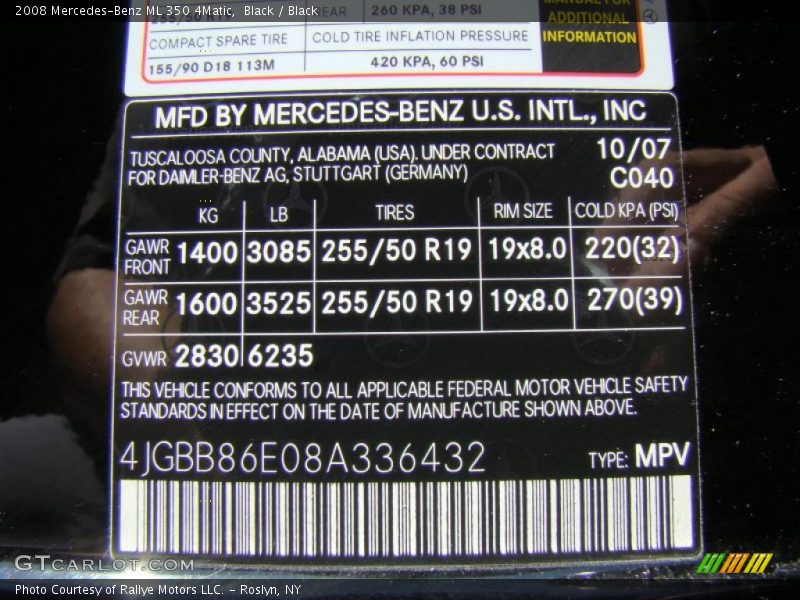 2008 Mercedes-Benz ML 350 4Matic,  Black / Black
REAR 260 KPA, 38 PSI
ADDITIONAL
COMPACT SPARE TIRE COLD TIRE INFLATION PRESSURE INFORMATION
155/90 D18 113M 420 KPA, 60 PSI
MFD BY MERCEDES-BENZ U.S. INTL., INC
TUSCALOOSA COUNTY, ALABAMA (USA). UNDER CONTRACT 10/07
FOR DAIMLER-BENZ AG, STUTTGART (GERMANY) C040
KG LB TIRES RIM SIZE COLD KPA (PSI)
GAWR FRONT 1400 3085 255/50 R19 19x8.0 220(32)
GAWR REAR 1600 3525 255/50 R19 19x8.0 270(39)
GVWR 2830 6235
THIS VEHICLE CONFORMS TO ALL APPLICABLE FEDERAL MOTOR VEHICLE SAFETY
STANDARDS IN EFFECT ON THE DATE OF MANUFACTURE SHOWN ABOVE.
4JGBB86E08A336432 TYPE: MPV
GTCARLOT.COM
Photo Courtesy of Rallye Motors LLC. - Roslyn, NY